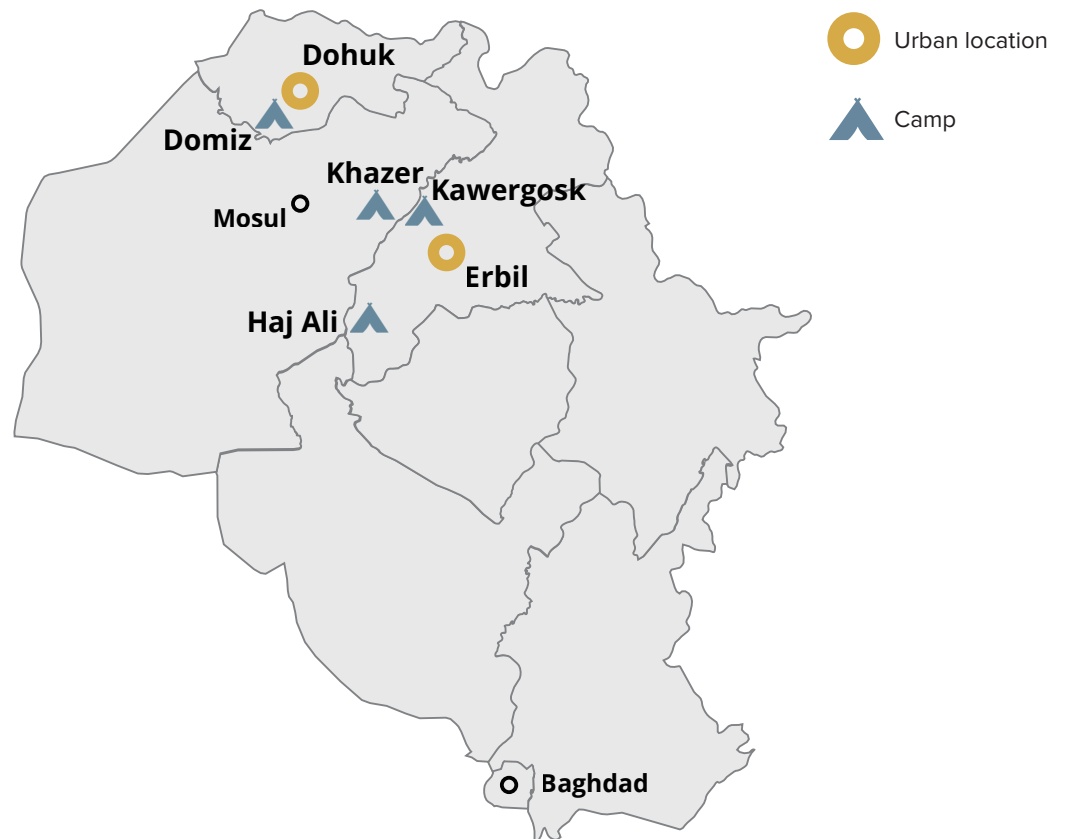 Urban location
Dohuk
Camp
Domiz
Khazer
Kawergosk
Mosul
Erbil
Haj Ali
Baghdad